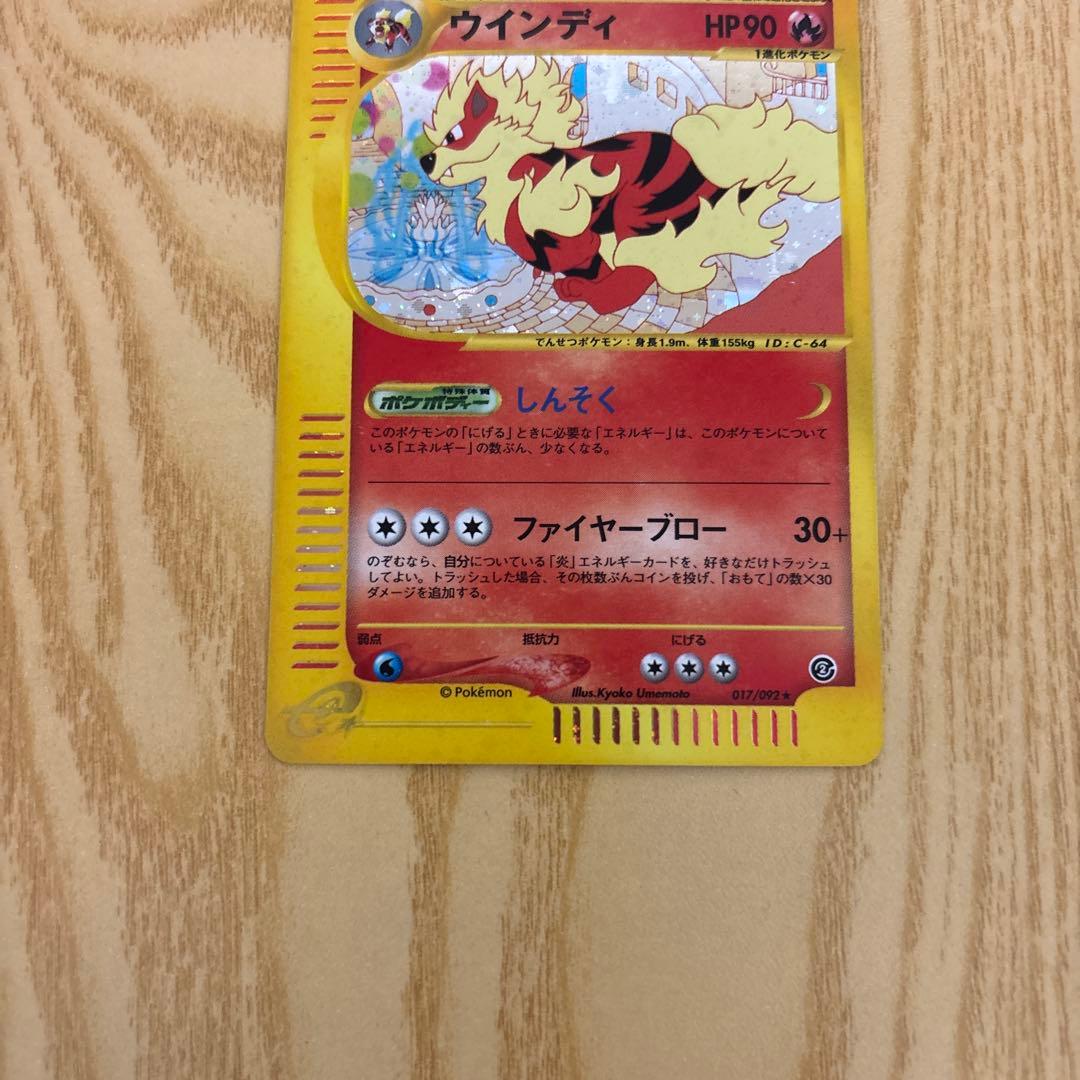 ウインディ HP90
1進化ポケモン
でんせつポケモン：身長1.9m、体重155kg ID:C-64
特殊体質
ポケボディー しんそく
このポケモンの「にげる」ときに必要な「エネルギー」は、このポケモンについて
いる「エネルギー」の数ぶん、少なくなる。
ファイヤーブロー 30+
のぞむなら、自分についている「炎」エネルギーカードを、好きなだけトラッシュ
してよい。トラッシュした場合、その枚数ぶんコインを投げ、「おもて」の数×30
ダメージを追加する。
弱点 抵抗力 にげる
© Pokémon Illus.Kyoko Umemoto 017/092★
2
e